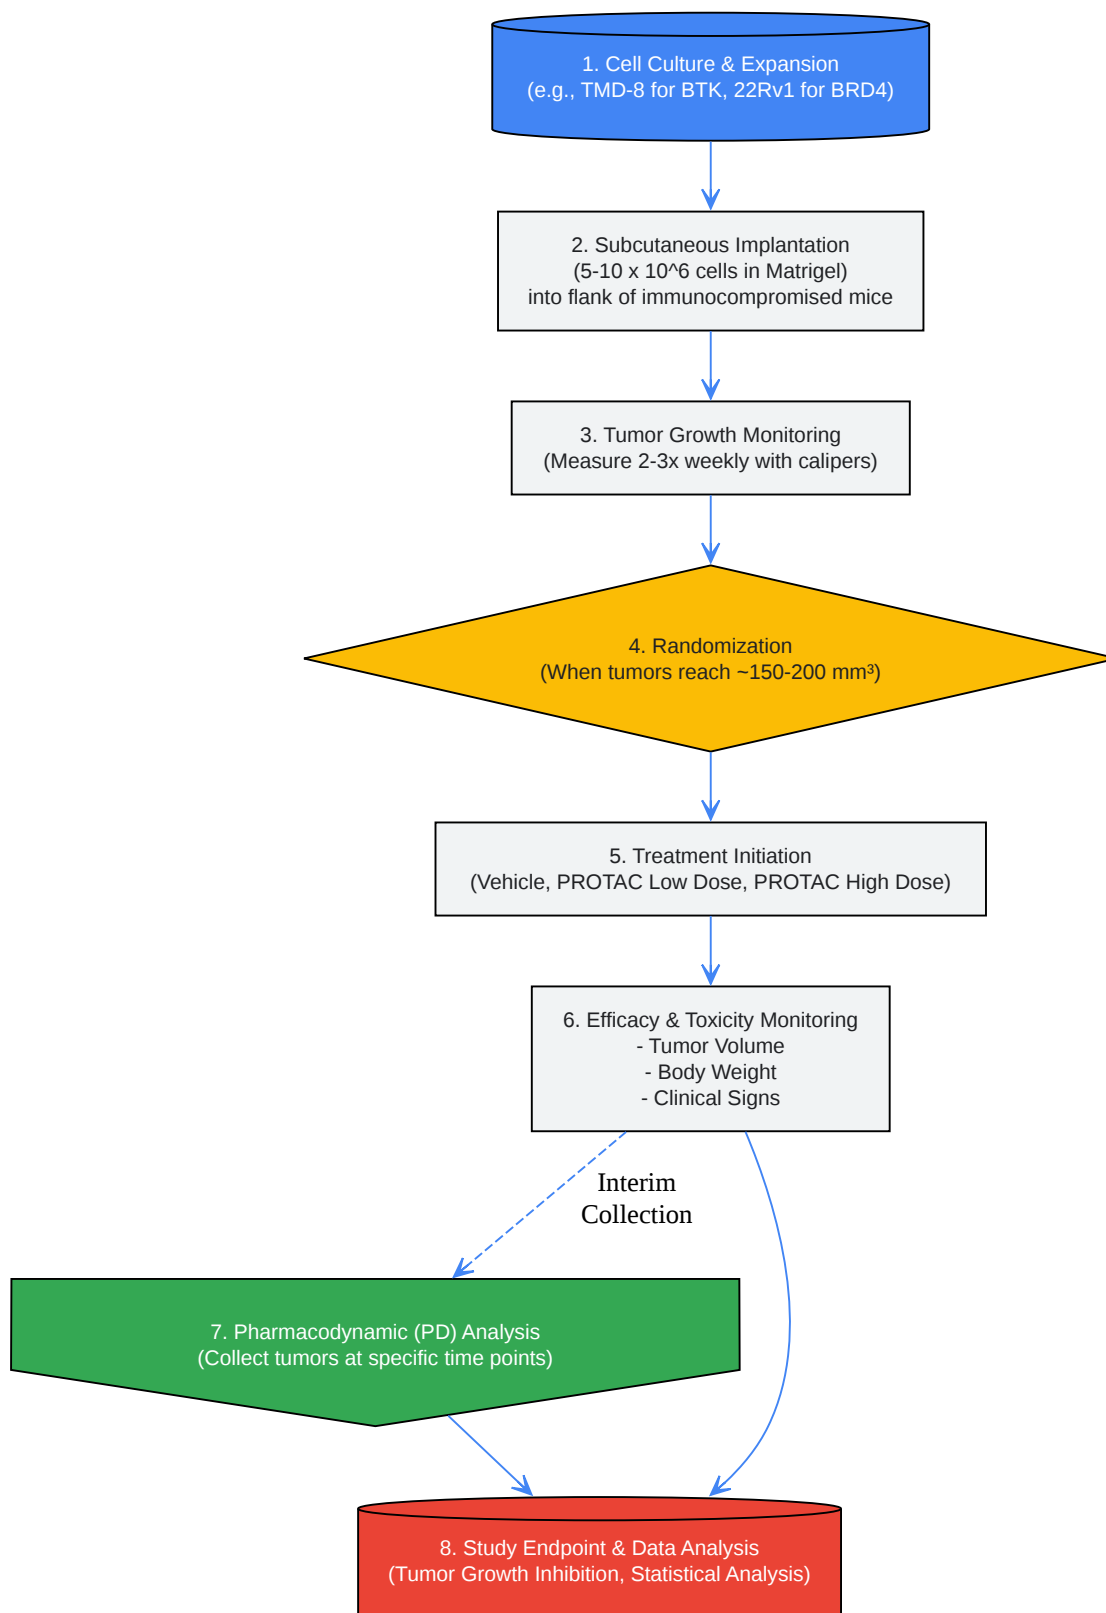 1. Cell Culture & Expansion
(e.g., TMD-8 for BTK, 22Rv1 for BRD4)
2. Subcutaneous Implantation
(5-10 x 10^6 cells in Matrigel)
into flank of immunocompromised mice
3. Tumor Growth Monitoring
(Measure 2-3x weekly with calipers)
4. Randomization
(When tumors reach ~150-200 mm³)
5. Treatment Initiation
(Vehicle, PROTAC Low Dose, PROTAC High Dose)
6. Efficacy & Toxicity Monitoring
- Tumor Volume
- Body Weight
- Clinical Signs
Interim
Collection
7. Pharmacodynamic (PD) Analysis
(Collect tumors at specific time points)
8. Study Endpoint & Data Analysis
(Tumor Growth Inhibition, Statistical Analysis)